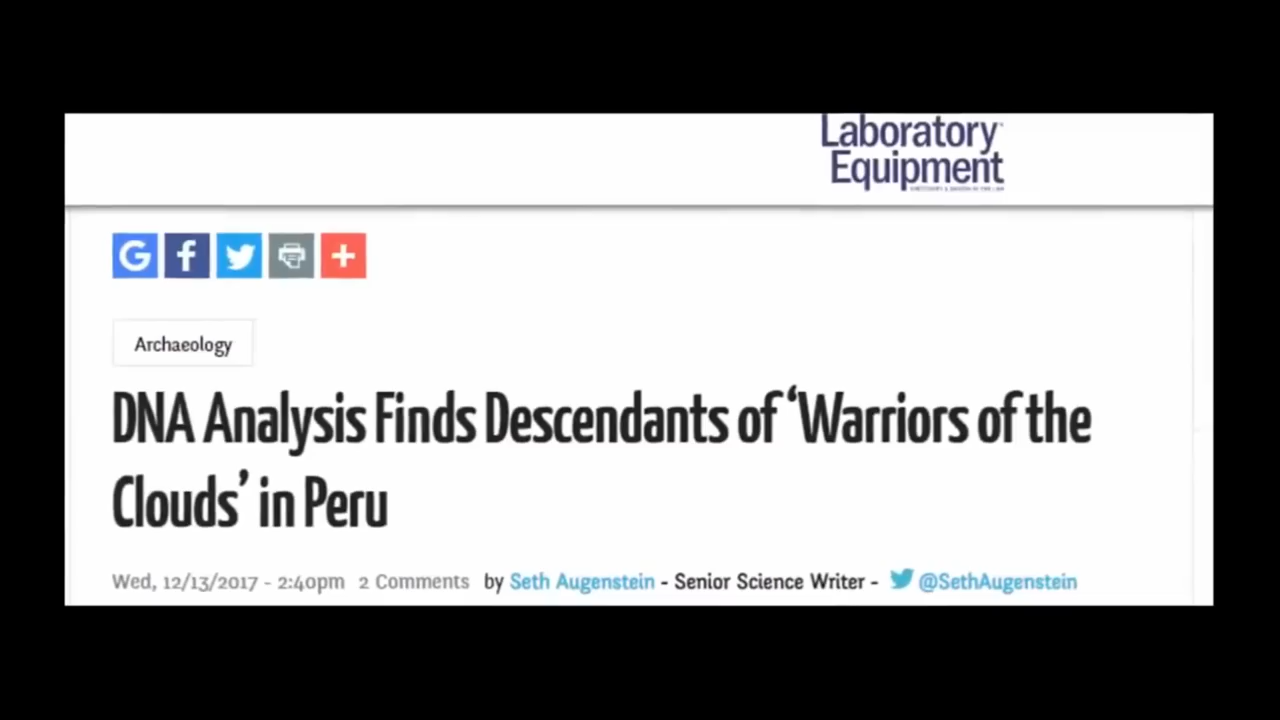 Laboratory
Equipment
Archaeology
DNA Analysis Finds Descendants of ‘Warriors of the
Clouds’ in Peru
Wed, 12/13/2017 - 2:40pm 2 Comments by Seth Augenstein - Senior Science Writer - @SethAugenstein